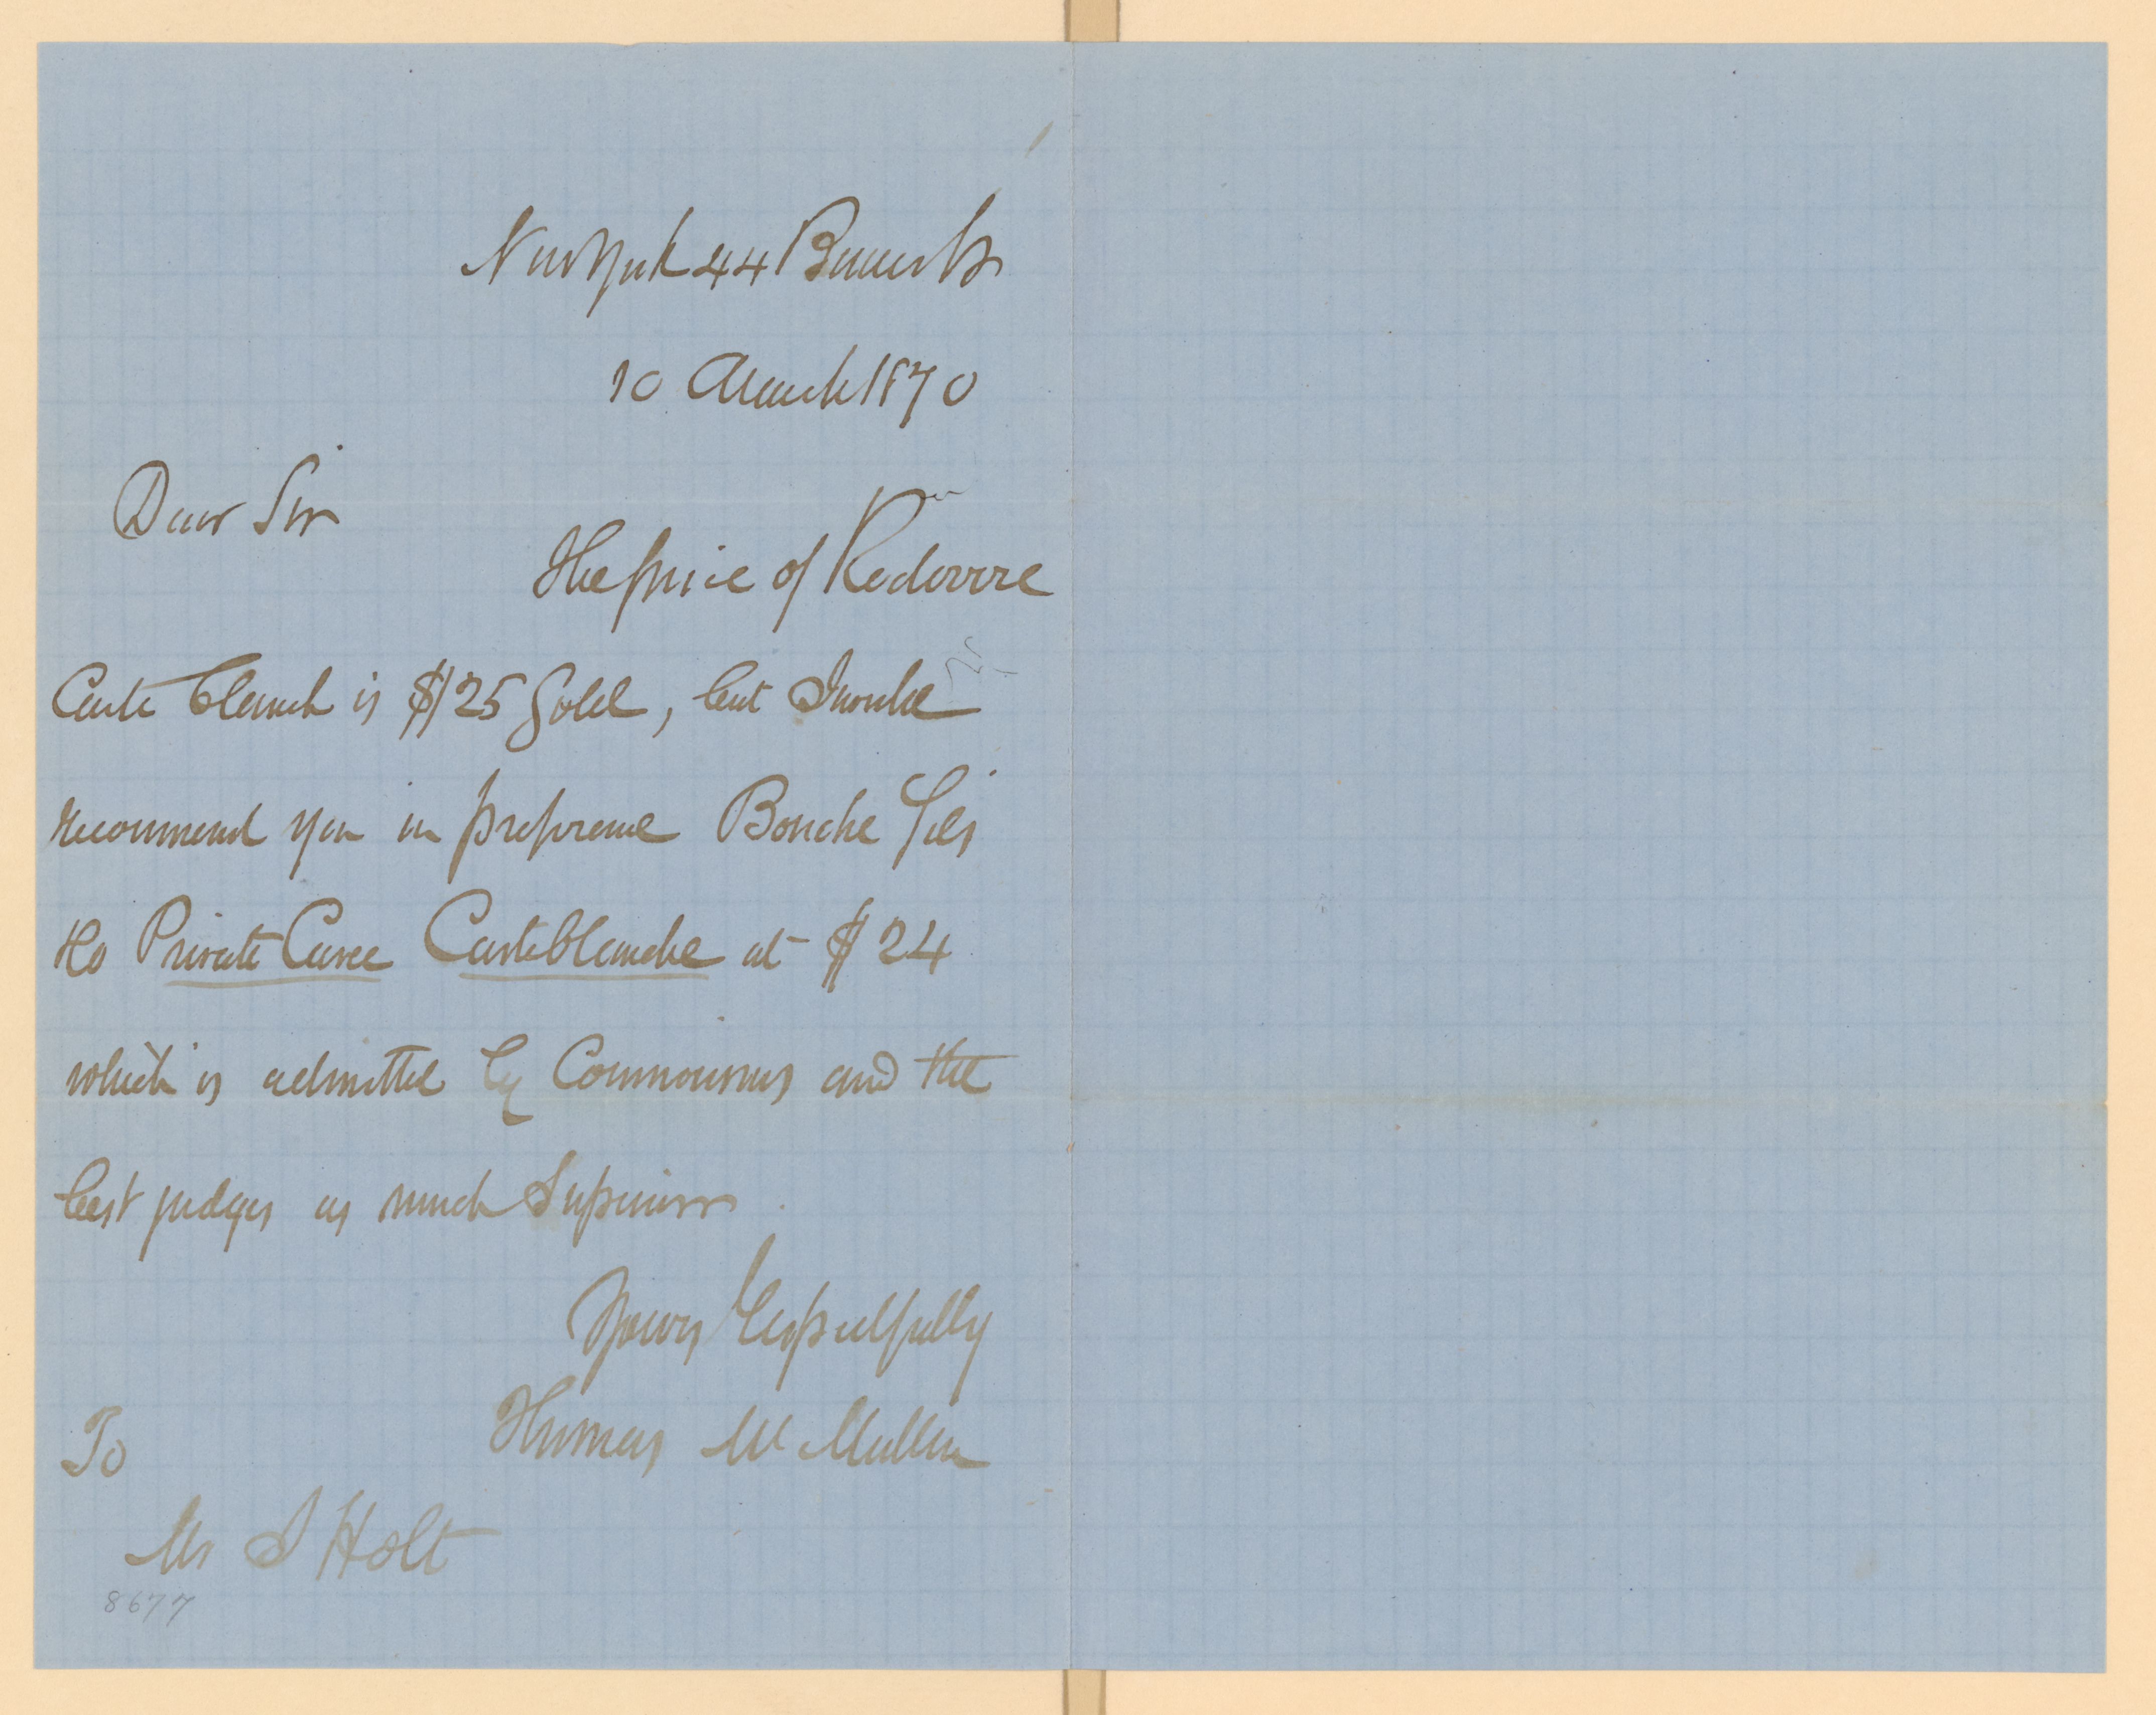 New York 44 Beaver St
10 March 1870
Dear Sir
The price of Rederer
Carte Blanch is $25 Gold, but I would
recommend you in preference Bouche Fils
& Co Private Cuvee Carte Blanche at $24
which is admitted by Connoisseurs and the
best judges as much Superior
Yours Respectfully
Thomas McMullen
To
Mr S Holt
8677